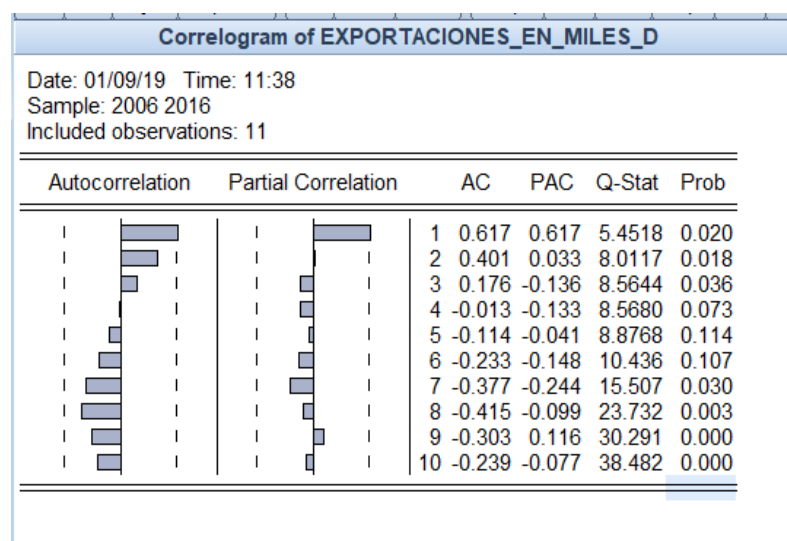 Correlogram of EXPORTACIONES_EN_MILES_D
Date: 01/09/19 Time: 11:38
Sample: 2006 2016
Included observations: 11
Autocorrelation Partial Correlation AC PAC Q-Stat Prob
1 0.617 0.617 5.4518 0.020
2 0.401 0.033 8.0117 0.018
3 0.176 -0.136 8.5644 0.036
4 -0.013 -0.133 8.5680 0.073
5 -0.114 -0.041 8.8768 0.114
6 -0.233 -0.148 10.436 0.107
7 -0.377 -0.244 15.507 0.030
8 -0.415 -0.099 23.732 0.003
9 -0.303 0.116 30.291 0.000
10 -0.239 -0.077 38.482 0.000